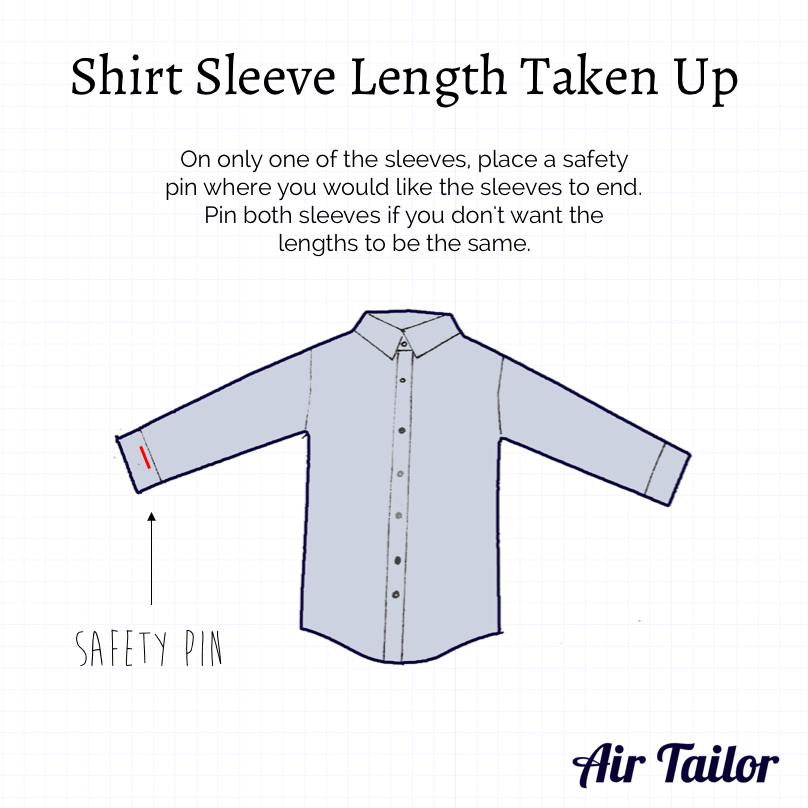 Shirt Sleeve Length Taken Up
On only one of the sleeves, place a safety
pin where you would like the sleeves to end.
Pin both sleeves if you don't want the
lengths to be the same.
SAFETY PIN
Air Tailor